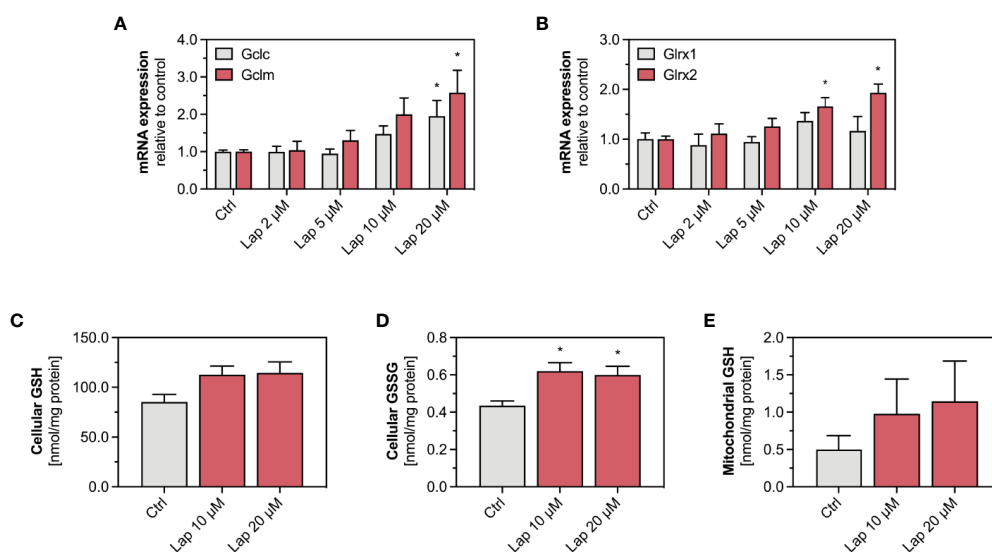 A
mRNA expression
relative to control
4.0
3.0
2.0
1.0
0.0
Gclc
Gclm
*
*
Ctrl
Lap 2 µM
Lap 5 µM
Lap 10 µM
Lap 20 µM
B
mRNA expression
relative to control
3.0
2.0
1.0
0.0
Glrx1
Glrx2
*
*
Ctrl
Lap 2 µM
Lap 5 µM
Lap 10 µM
Lap 20 µM
C
Cellular GSH
[nmol/mg protein]
150.0
100.0
50.0
0.0
Ctrl
Lap 10 µM
Lap 20 µM
D
Cellular GSSG
[nmol/mg protein]
0.8
0.6
0.4
0.2
0.0
*
*
Ctrl
Lap 10 µM
Lap 20 µM
E
Mitochondrial GSH
[nmol/mg protein]
2.0
1.5
1.0
0.5
0.0
Ctrl
Lap 10 µM
Lap 20 µM